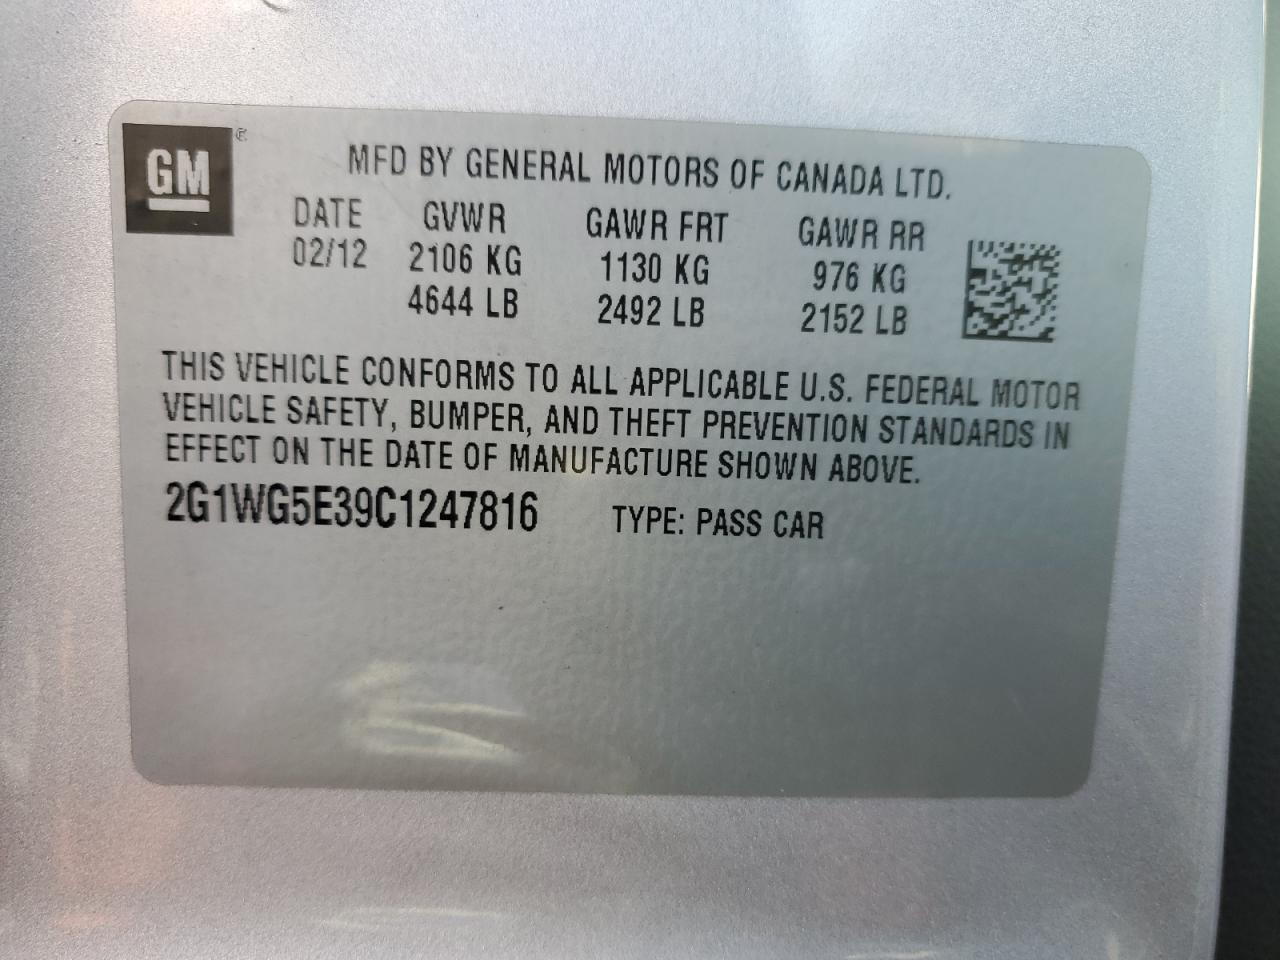 GM ®
MFD BY GENERAL MOTORS OF CANADA LTD.
DATE GVWR GAWR FRT GAWR RR
02/12 2106 KG 1130 KG 976 KG
4644 LB 2492 LB 2152 LB
THIS VEHICLE CONFORMS TO ALL APPLICABLE U.S. FEDERAL MOTOR
VEHICLE SAFETY, BUMPER, AND THEFT PREVENTION STANDARDS IN
EFFECT ON THE DATE OF MANUFACTURE SHOWN ABOVE.
2G1WG5E39C1247816 TYPE: PASS CAR